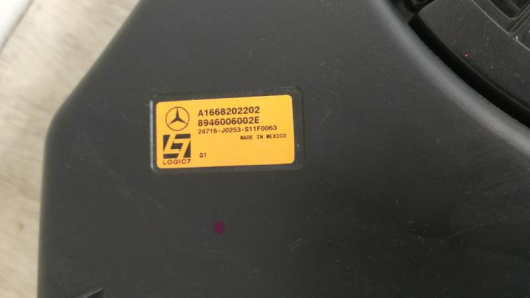 A1668202202
8946006002E
24716-J0253-S11F0063
MADE IN MEXICO
LOGIC7
Q1